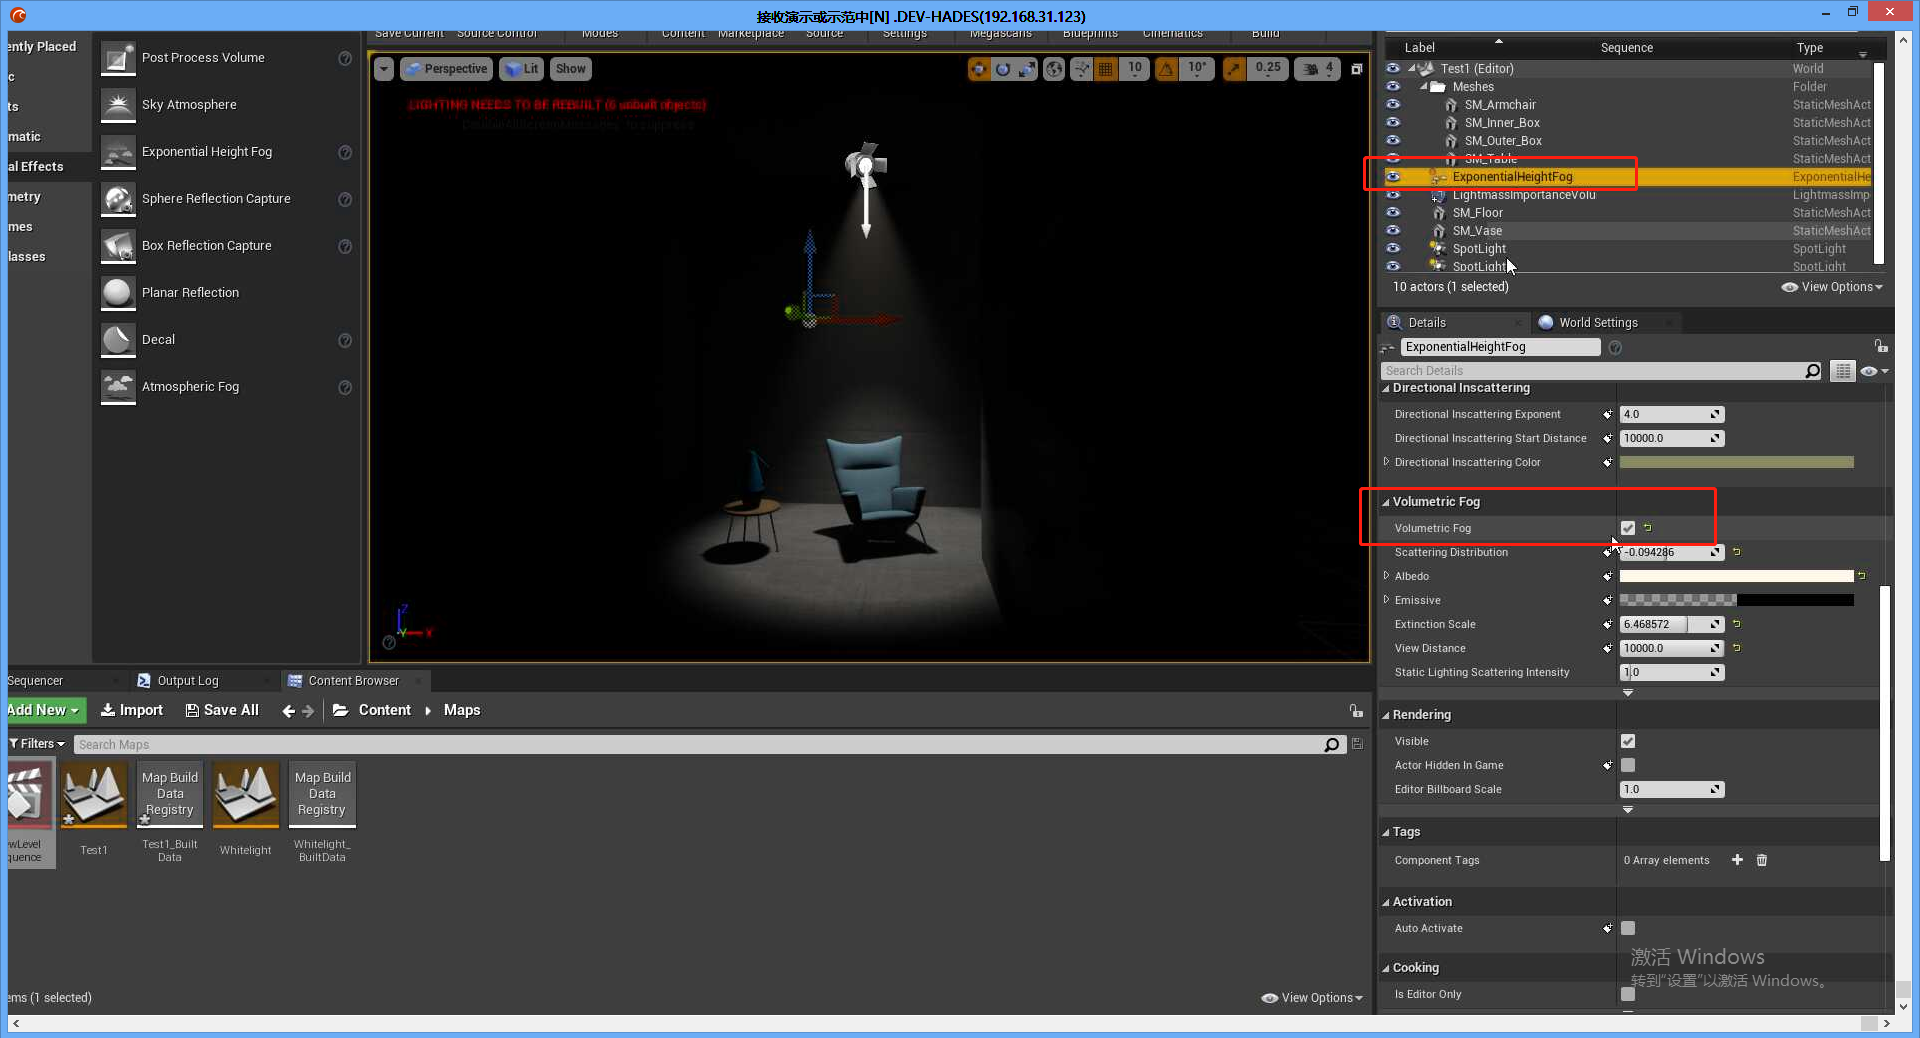 接收演示或示范中[N] .DEV-HADES(192.168.31.123)
ently Placed
c
ts
matic
al Effects
metry
mes
lasses
Post Process Volume
Sky Atmosphere
Exponential Height Fog
Sphere Reflection Capture
Box Reflection Capture
Planar Reflection
Decal
Atmospheric Fog
Save Current
Source Control
Modes
Content
Marketplace
Source
Settings
Megascans
Blueprints
Cinematics
Build
Perspective
Lit
Show
10
10°
0.25
4
LIGHTING NEEDS TO BE REBUILT (6 unbuilt objects)
Z
Y
X
Label
Sequence
Type
Test1 (Editor)
World
Meshes
Folder
SM_Armchair
StaticMeshAct
SM_Inner_Box
StaticMeshAct
SM_Outer_Box
StaticMeshAct
SM_Table
StaticMeshAct
ExponentialHeightFog
ExponentialHe
LightmassImportanceVolu
LightmassImp
SM_Floor
StaticMeshAct
SM_Vase
StaticMeshAct
SpotLight
SpotLight
SpotLight
SpotLight
10 actors (1 selected)
View Options
Details
World Settings
ExponentialHeightFog
Search Details
Directional Inscattering
Directional Inscattering Exponent
4.0
Directional Inscattering Start Distance
10000.0
Directional Inscattering Color
Volumetric Fog
Volumetric Fog
Scattering Distribution
-0.094286
Albedo
Emissive
Extinction Scale
6.468572
View Distance
10000.0
Static Lighting Scattering Intensity
1.0
Rendering
Visible
Actor Hidden In Game
Editor Billboard Scale
1.0
Tags
Component Tags
0 Array elements
Activation
Auto Activate
Cooking
Is Editor Only
激活 Windows
转到“设置”以激活 Windows。
Sequencer
Output Log
Content Browser
Add New
Import
Save All
Content
Maps
Filters
Search Maps
Map Build
Data
Registry
Map Build
Data
Registry
ewLevel
quence
Test1
Test1_Built
Data
Whitelight
Whitelight_
BuiltData
ems (1 selected)
View Options